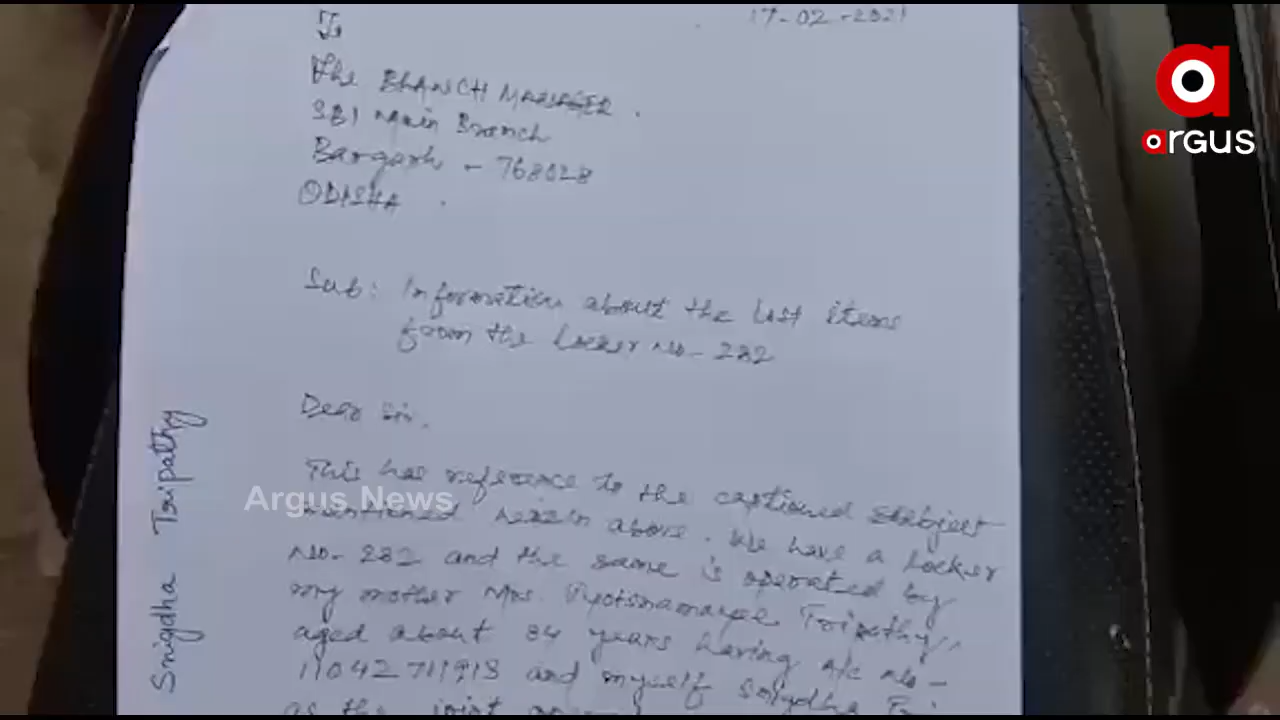 17-02-2021
To
The BRANCH MANAGER.
SBI Main Branch
Bargarh - 768028
ODISHA
Sub: Information about the lost items
from the Locker No- 282
Dear Sir,
This has reference to the captioned subject
mentioned herein above. We have a Locker
No- 282 and the same is operated by
my mother Mrs. Jyotsnamayee Tripathy,
aged about 84 years having A/c No-
and myself Snigdha
as the joint
Snigdha Tripathy
Argus News
argus